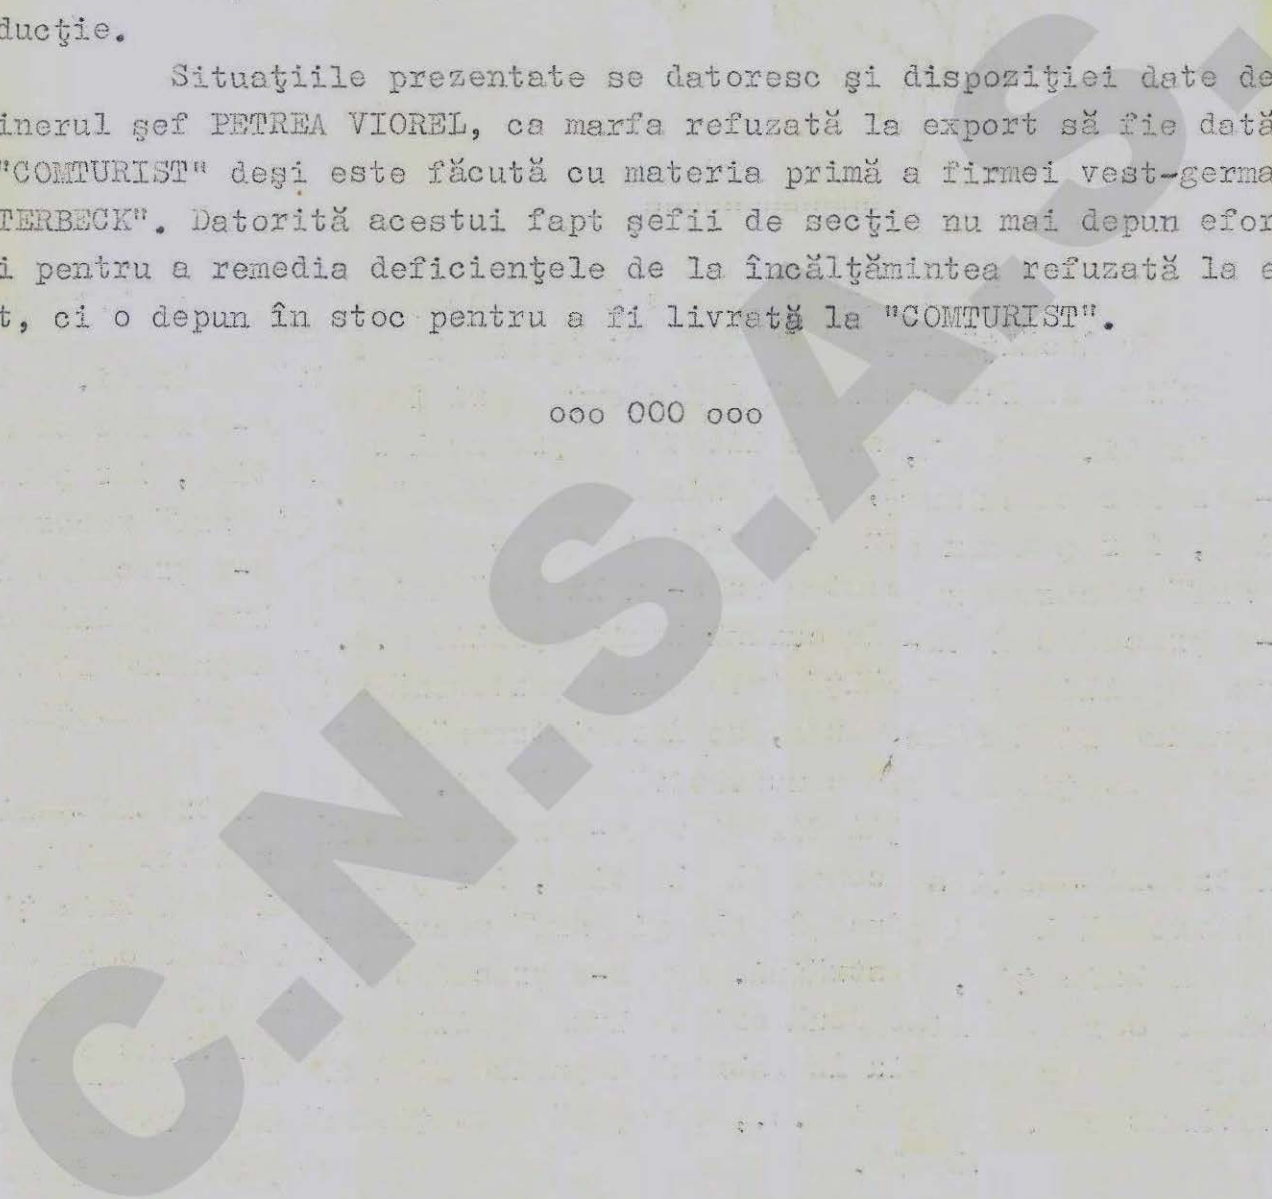 ducţie.
Situaţiile prezentate se datoresc şi dispoziţiei date de
inerul şef PETREA VIOREL, ca marfa refuzată la export să fie dată
"COMTURIST" deşi este făcută cu materia primă a firmei vest-germa
TERBECK". Datorită acestui fapt şefii de secţie nu mai depun efor
i pentru a remedia deficienţele de la încălţămintea refuzată la e
t, ci o depun în stoc pentru a fi livrată la "COMTURIST".
ooo OOO ooo
C.N.S.A.S.